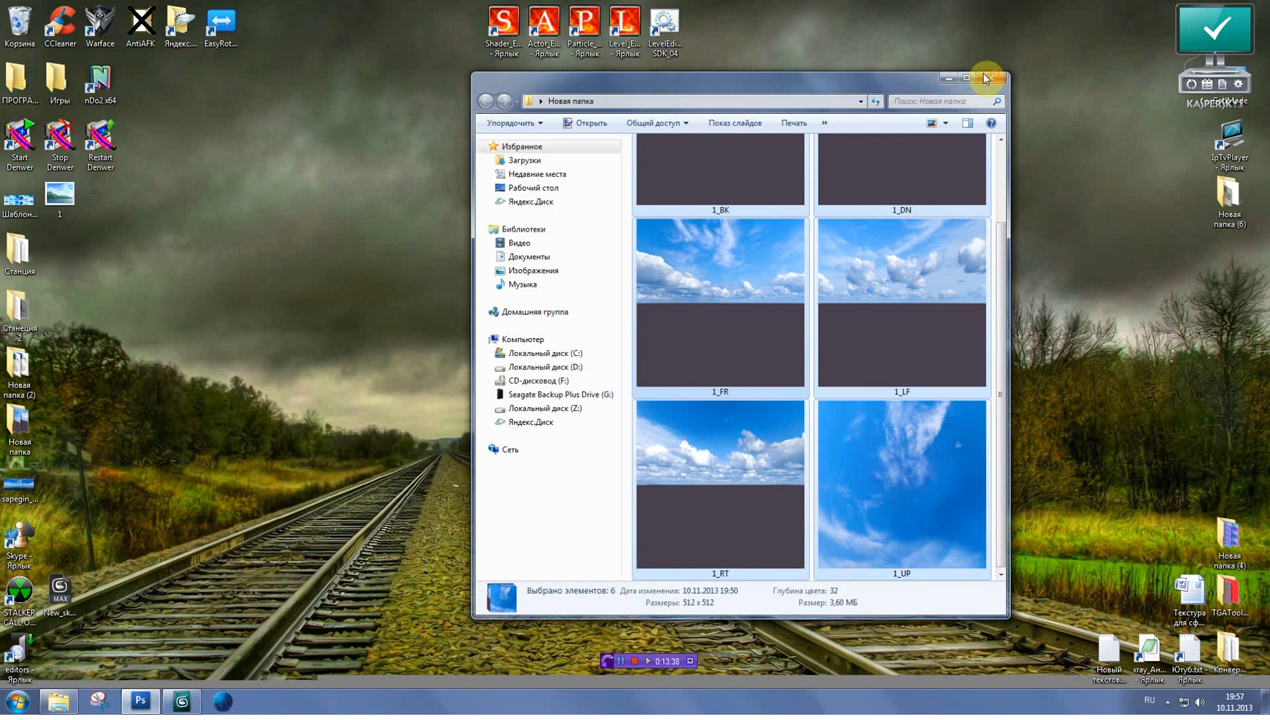 Корзина
CCleaner
Warface
AntiAFK
Яндекс....
EasyRot...
S
A
P
L
Shader_E...
- Ярлык
Actor_E...
- Ярлык
Particle_...
- Ярлык
Level_E...
- Ярлык
LevelEdi...
SDK_04
ПРОГРА...
Игры
nDo2 x64
Start
Denwer
Stop
Denwer
Restart
Denwer
Шаблон...
1
Станция
Станеция
2
Новая
папка (2)
Новая
папка
sapegin_...
Skype -
Ярлык
STALKER
CALL O...
MAX
New_sk...
editors -
Ярлык
Новая папка
Поиск: Новая папка
Упорядочить
Открыть
Общий доступ
Показ слайдов
Печать
»
Избранное
Загрузки
Недавние места
Рабочий стол
Яндекс.Диск
Библиотеки
Видео
Документы
Изображения
Музыка
Домашняя группа
Компьютер
Локальный диск (C:)
Локальный диск (D:)
CD-дисковод (F:)
Seagate Backup Plus Drive (G:)
Локальный диск (Z:)
Яндекс.Диск
Сеть
1_BK
1_DN
1_FR
1_LF
1_RT
1_UP
Выбрано элементов: 6
Дата изменения: 10.11.2013 19:50
Глубина цвета: 32
Размеры: 512 x 512
Размер: 3,60 МБ
0:13:38
IpTvPlayer
- Ярлык
Новая
папка (6)
Новая
папка (4)
Текстура
для сф...
TGATool...
Новый
текстов...
xray_Ан...
- Ярлык
Ютуб.txt -
Ярлык
Конвер...
Ps
RU
19:57
10.11.2013